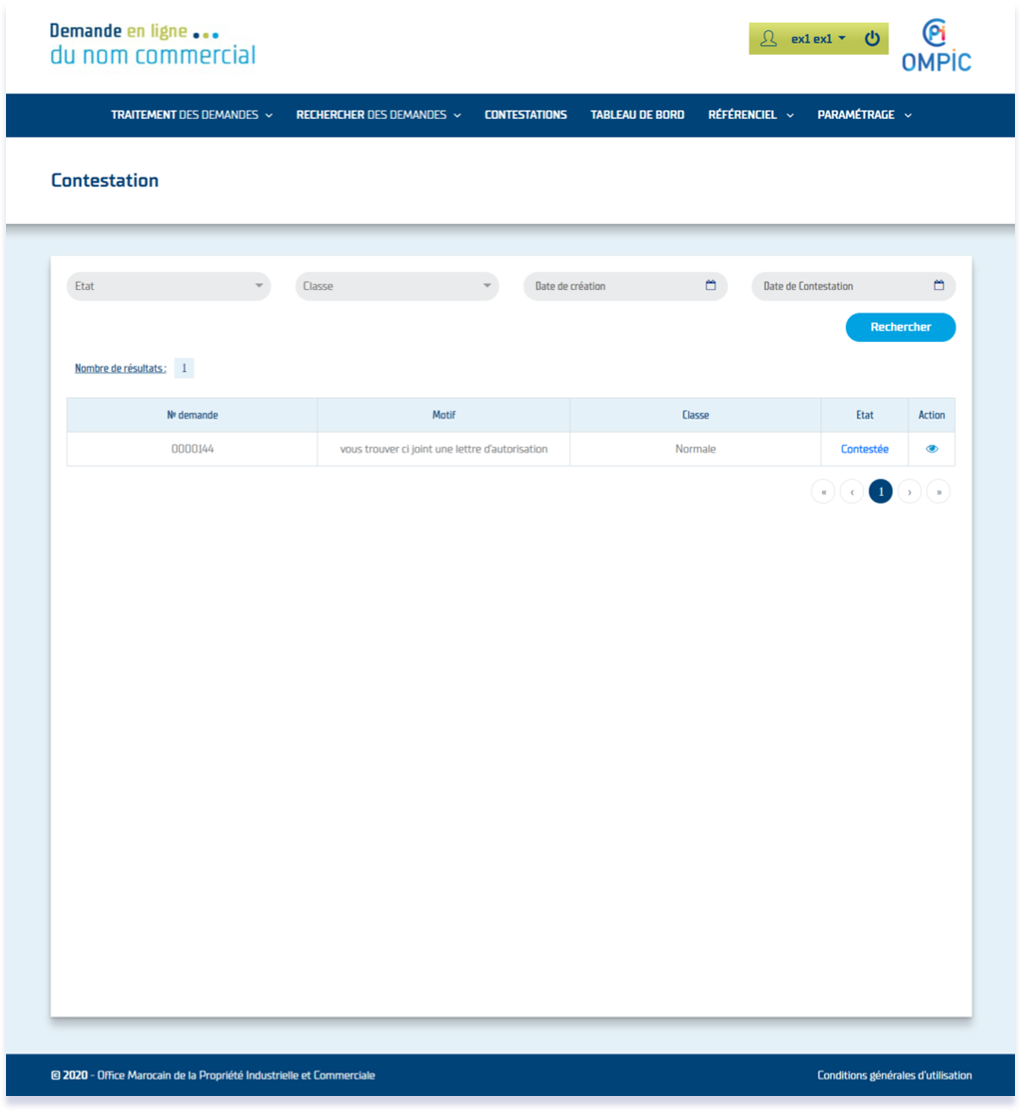 Demande en ligne
du nom commercial
ex1 ex1
OMPIC
TRAITEMENT DES DEMANDES RECHERCHER DES DEMANDES CONTESTATIONS TABLEAU DE BORD RÉFÉRENCIEL PARAMÉTRAGE
Contestation
Etat Classe Date de création Date de Contestation
Rechercher
Nombre de résultats : 1
N° demande Motif Classe Etat Action
0000144 vous trouver ci joint une lettre d'autorisation Normale Contestée
« ‹ 1 › »
© 2020 - Office Marocain de la Propriété Industrielle et Commerciale Conditions générales d'utilisation